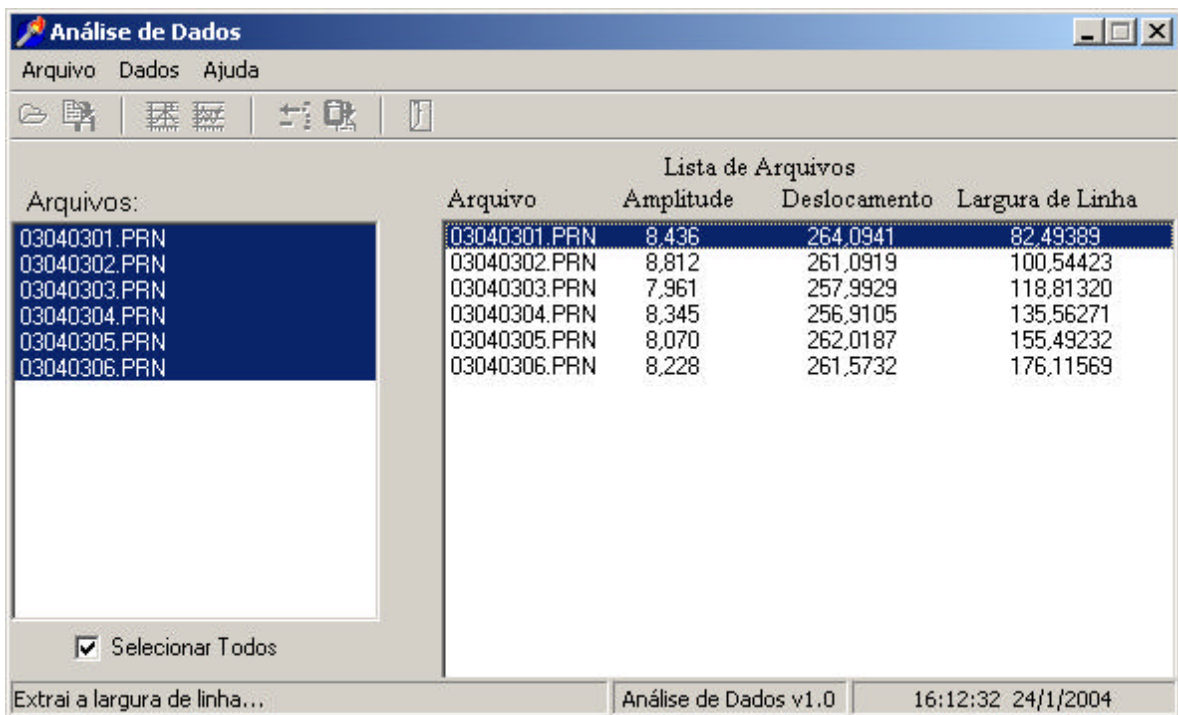 Análise de Dados
Arquivo Dados Ajuda
Arquivos:
03040301.PRN
03040302.PRN
03040303.PRN
03040304.PRN
03040305.PRN
03040306.PRN
Selecionar Todos
Lista de Arquivos
Arquivo Amplitude Deslocamento Largura de Linha
03040301.PRN 8,436 264,0941 82,49389
03040302.PRN 8,812 261,0919 100,54423
03040303.PRN 7,961 257,9929 118,81320
03040304.PRN 8,345 256,9105 135,56271
03040305.PRN 8,070 262,0187 155,49232
03040306.PRN 8,228 261,5732 176,11569
Extrai a largura de linha... Análise de Dados v1.0 16:12:32 24/1/2004